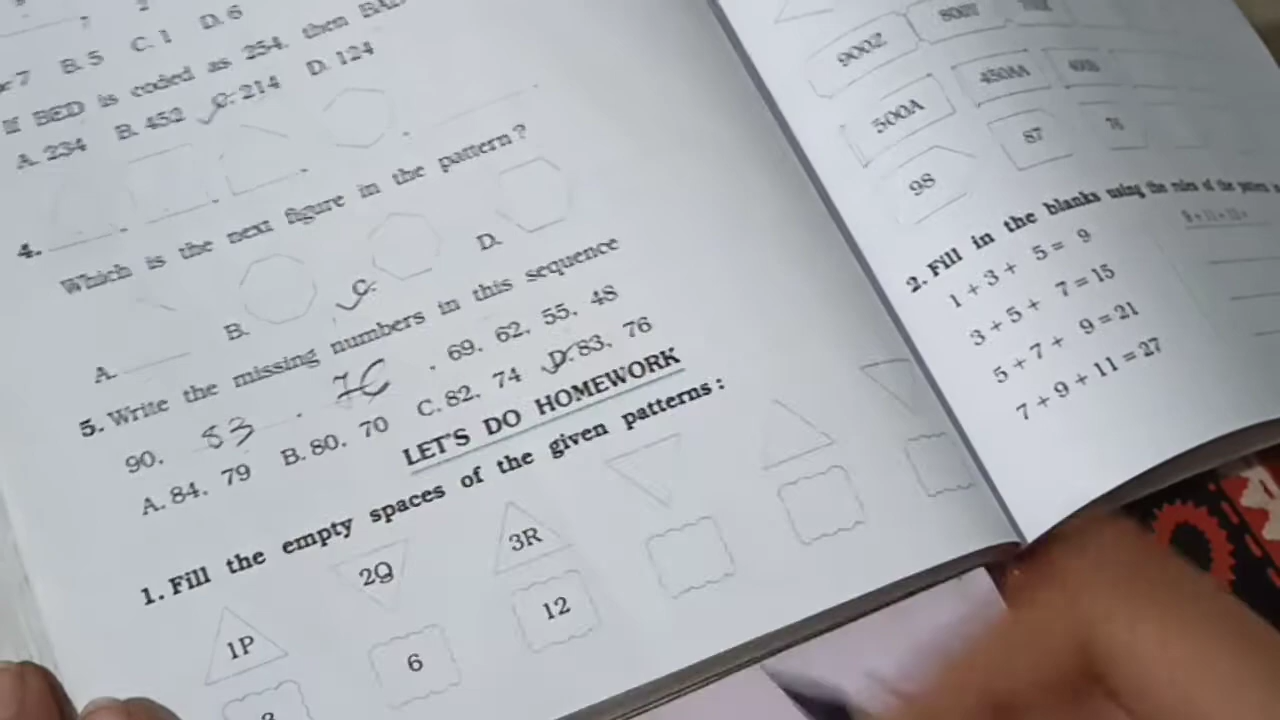 7 B. 5 C. 1 D. 6
If BED is coded as 254. then
A. 234 B. 452 C. 214 D. 124
4.
Which is the next figure in the pattern?
A. B. C. D.
5. Write the missing numbers in this sequence
90. 83 . 76 . 69. 62. 55. 48
A. 84. 79 B. 80. 70 C. 82. 74 D. 83. 76
LET'S DO HOMEWORK
1. Fill the empty spaces of the given patterns :
1P 2Q 3R
6 12
900Z
500A 450AA
98 87 76
2. Fill in the blanks using the rules of the pattern
1 + 3 + 5 = 9
3 + 5 + 7 = 15
5 + 7 + 9 = 21
7 + 9 + 11 = 27